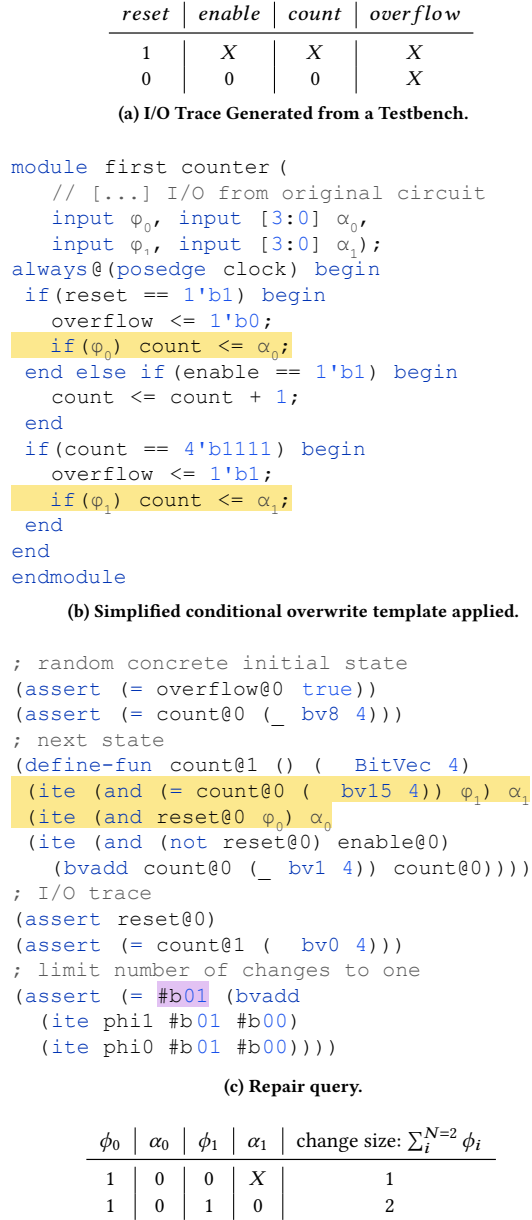 reset enable count overflow
1 X X X
0 0 0 X
(a) I/O Trace Generated from a Testbench.
module first counter (
// [...] I/O from original circuit
input φ₀, input [3:0] α₀,
input φ₁, input [3:0] α₁);
always@(posedge clock) begin
if(reset == 1'b1) begin
overflow <= 1'b0;
if(φ₀) count <= α₀;
end else if(enable == 1'b1) begin
count <= count + 1;
end
if(count == 4'b1111) begin
overflow <= 1'b1;
if(φ₁) count <= α₁;
end
end
endmodule
(b) Simplified conditional overwrite template applied.
; random concrete initial state
(assert (= overflow@0 true))
(assert (= count@0 (_ bv8 4)))
; next state
(define-fun count@1 () ( BitVec 4)
(ite (and (= count@0 ( bv15 4)) φ₁) α₁
(ite (and reset@0 φ₀) α₀
(ite (and (not reset@0) enable@0)
(bvadd count@0 (_ bv1 4)) count@0))))
; I/O trace
(assert reset@0)
(assert (= count@1 ( bv0 4)))
; limit number of changes to one
(assert (= #b01 (bvadd
(ite phi1 #b01 #b00)
(ite phi0 #b01 #b00))))
(c) Repair query.
ϕ₀ α₀ ϕ₁ α₁ change size: ∑ᵢᴺ⁼² ϕᵢ
1 0 0 X 1
1 0 1 0 2